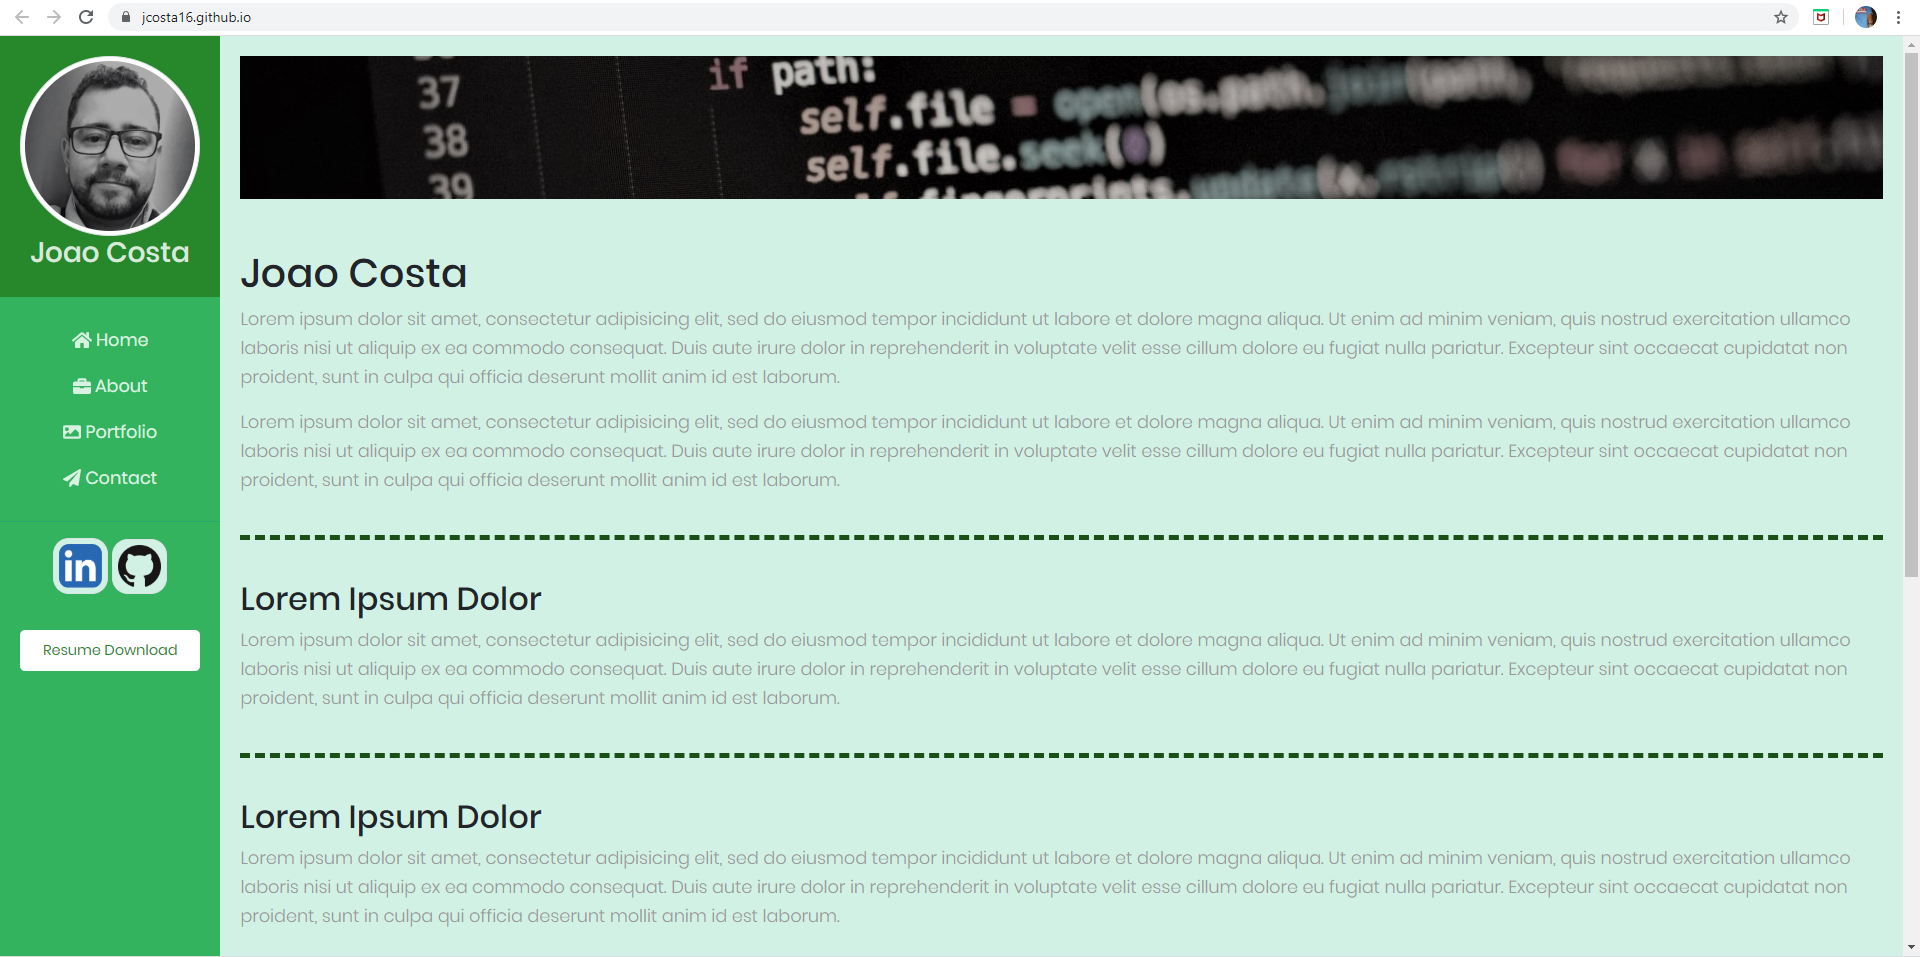 jcosta16.github.io
Joao Costa
Home
About
Portfolio
Contact
in
Resume Download
37 if path:
38 self.file = open(os.path.join(path),
39 self.file.seek(0)
Joao Costa
Lorem ipsum dolor sit amet, consectetur adipisicing elit, sed do eiusmod tempor incididunt ut labore et dolore magna aliqua. Ut enim ad minim veniam, quis nostrud exercitation ullamco
laboris nisi ut aliquip ex ea commodo consequat. Duis aute irure dolor in reprehenderit in voluptate velit esse cillum dolore eu fugiat nulla pariatur. Excepteur sint occaecat cupidatat non
proident, sunt in culpa qui officia deserunt mollit anim id est laborum.
Lorem ipsum dolor sit amet, consectetur adipisicing elit, sed do eiusmod tempor incididunt ut labore et dolore magna aliqua. Ut enim ad minim veniam, quis nostrud exercitation ullamco
laboris nisi ut aliquip ex ea commodo consequat. Duis aute irure dolor in reprehenderit in voluptate velit esse cillum dolore eu fugiat nulla pariatur. Excepteur sint occaecat cupidatat non
proident, sunt in culpa qui officia deserunt mollit anim id est laborum.
Lorem Ipsum Dolor
Lorem ipsum dolor sit amet, consectetur adipisicing elit, sed do eiusmod tempor incididunt ut labore et dolore magna aliqua. Ut enim ad minim veniam, quis nostrud exercitation ullamco
laboris nisi ut aliquip ex ea commodo consequat. Duis aute irure dolor in reprehenderit in voluptate velit esse cillum dolore eu fugiat nulla pariatur. Excepteur sint occaecat cupidatat non
proident, sunt in culpa qui officia deserunt mollit anim id est laborum.
Lorem Ipsum Dolor
Lorem ipsum dolor sit amet, consectetur adipisicing elit, sed do eiusmod tempor incididunt ut labore et dolore magna aliqua. Ut enim ad minim veniam, quis nostrud exercitation ullamco
laboris nisi ut aliquip ex ea commodo consequat. Duis aute irure dolor in reprehenderit in voluptate velit esse cillum dolore eu fugiat nulla pariatur. Excepteur sint occaecat cupidatat non
proident, sunt in culpa qui officia deserunt mollit anim id est laborum.